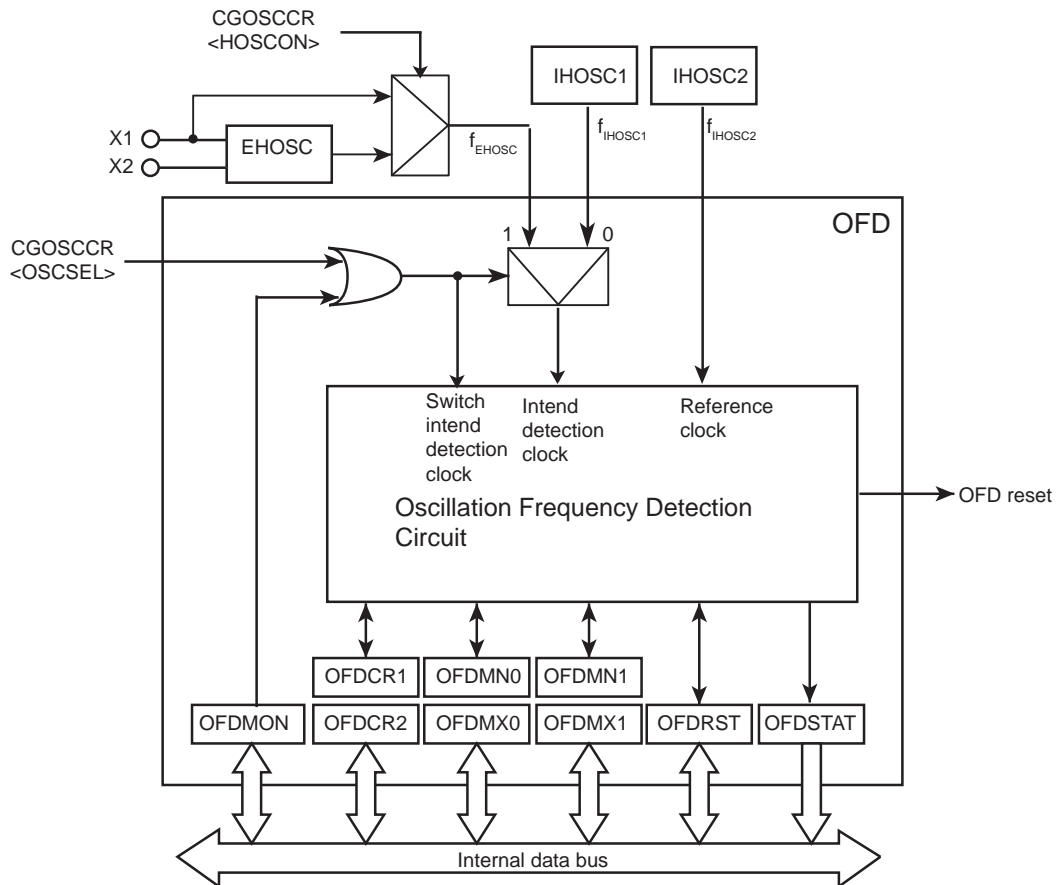 CGOSCCR
<HOSCON>
IHOSC1
IHOSC2
X1
X2
EHOSC
fEHOSC
fIHOSC1
fIHOSC2
OFD
CGOSCCR
<OSCSEL>
1
0
Switch
intend
detection
clock
Intend
detection
clock
Reference
clock
Oscillation Frequency Detection
Circuit
OFD reset
OFDCR1
OFDMN0
OFDMN1
OFDMON
OFDCR2
OFDMX0
OFDMX1
OFDRST
OFDSTAT
Internal data bus